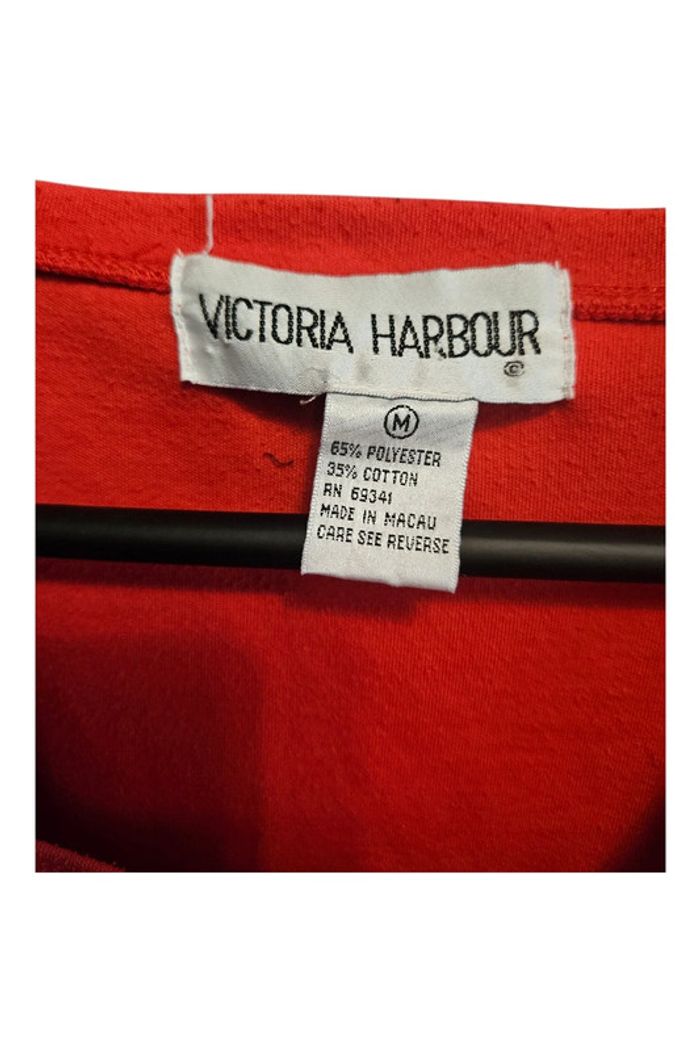 VICTORIA HARBOUR
©
M
65% POLYESTER
35% COTTON
RN 69341
MADE IN MACAU
CARE SEE REVERSE